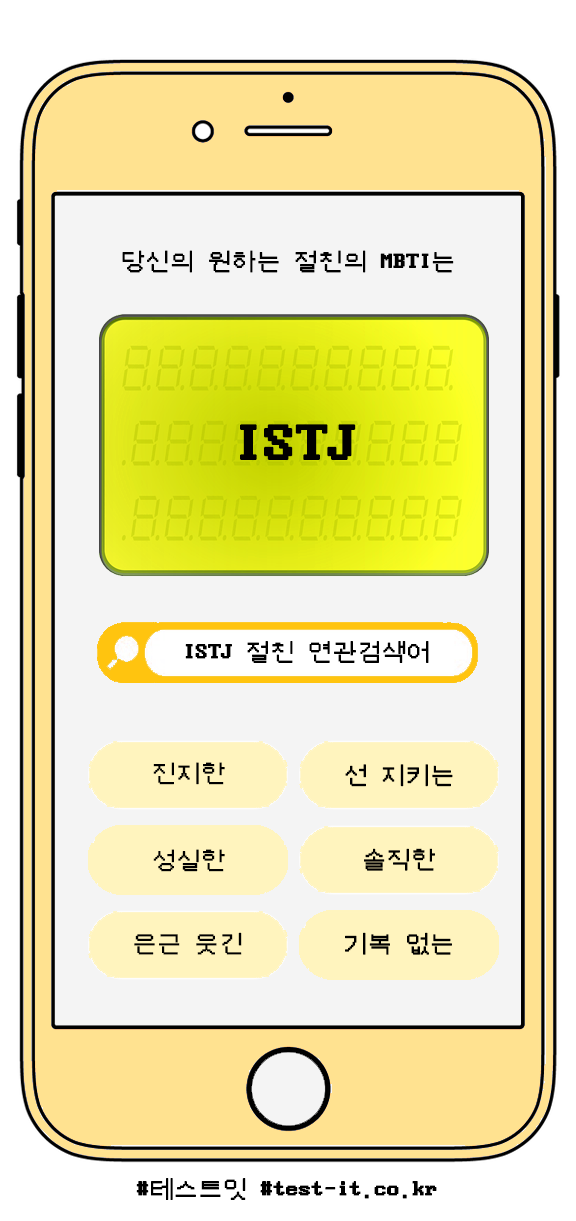 당신의 원하는 절친의 MBTI는
ISTJ
ISTJ 절친 연관검색어
진지한
선 지키는
성실한
솔직한
은근 웃긴
기복 없는
#테스트잇 #test-it.co.kr